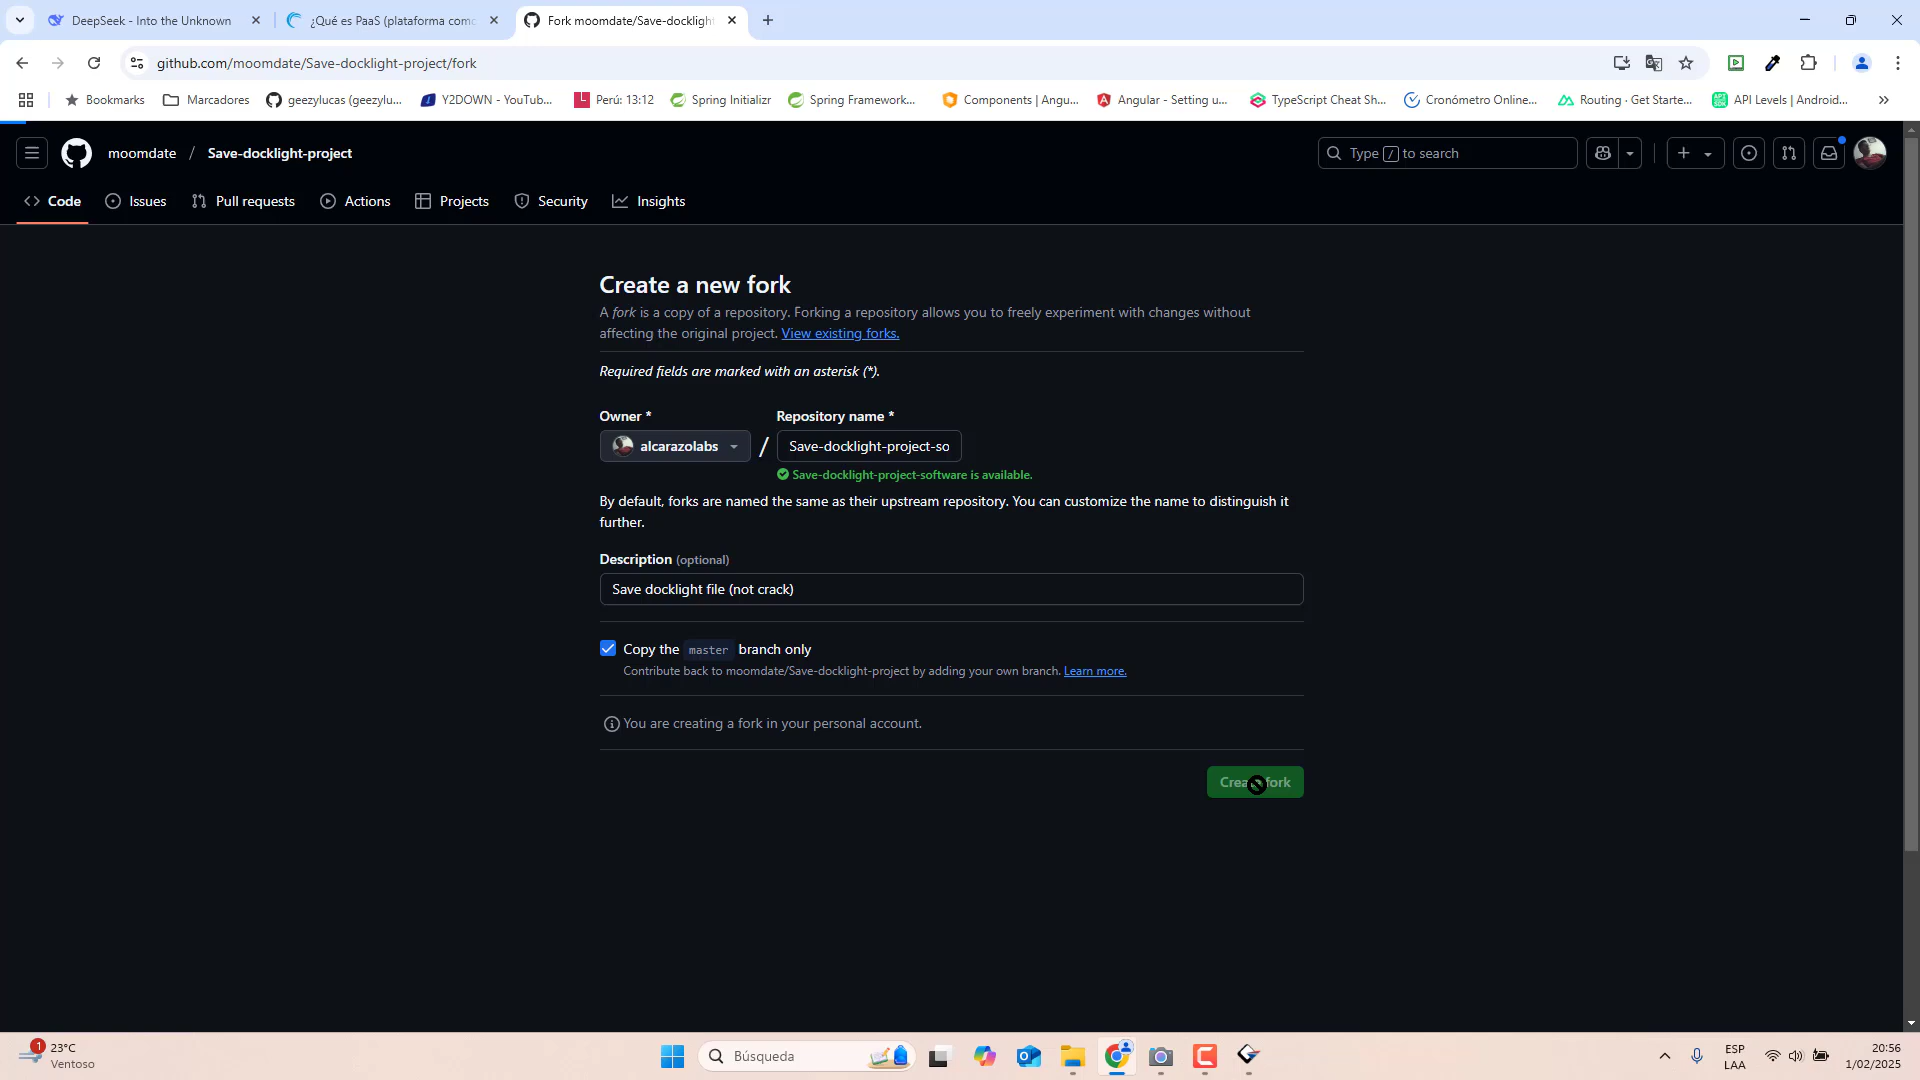 DeepSeek - Into the Unknown
¿Qué es PaaS (plataforma como
Fork moomdate/Save-docklight
github.com/moomdate/Save-docklight-project/fork
Bookmarks
Marcadores
geezylucas (geezylu...
Y2DOWN - YouTub...
Perú: 13:12
Spring Initializr
Spring Framework...
Components | Angu...
Angular - Setting u...
TypeScript Cheat Sh...
Cronómetro Online...
Routing · Get Starte...
API Levels | Android...
moomdate / Save-docklight-project
Type / to search
Code
Issues
Pull requests
Actions
Projects
Security
Insights
Create a new fork
A fork is a copy of a repository. Forking a repository allows you to freely experiment with changes without
affecting the original project. View existing forks.
Required fields are marked with an asterisk (*).
Owner *
Repository name *
alcarazolabs
/
Save-docklight-project-so
Save-docklight-project-software is available.
By default, forks are named the same as their upstream repository. You can customize the name to distinguish it
further.
Description (optional)
Save docklight file (not crack)
Copy the master branch only
Contribute back to moomdate/Save-docklight-project by adding your own branch. Learn more.
You are creating a fork in your personal account.
Create fork
1
23°C
Ventoso
Búsqueda
ESP
LAA
20:56
1/02/2025